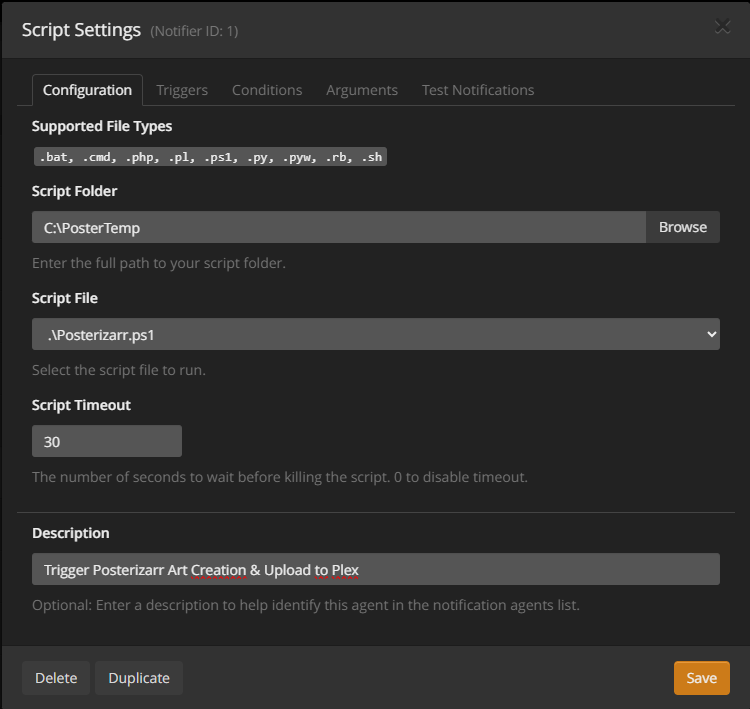 Script Settings (Notifier ID: 1)
Configuration Triggers Conditions Arguments Test Notifications
Supported File Types
.bat, .cmd, .php, .pl, .ps1, .py, .pyw, .rb, .sh
Script Folder
C:\PosterTemp Browse
Enter the full path to your script folder.
Script File
.\Posterizarr.ps1
Select the script file to run.
Script Timeout
30
The number of seconds to wait before killing the script. 0 to disable timeout.
Description
Trigger Posterizarr Art Creation & Upload to Plex
Optional: Enter a description to help identify this agent in the notification agents list.
Delete Duplicate Save